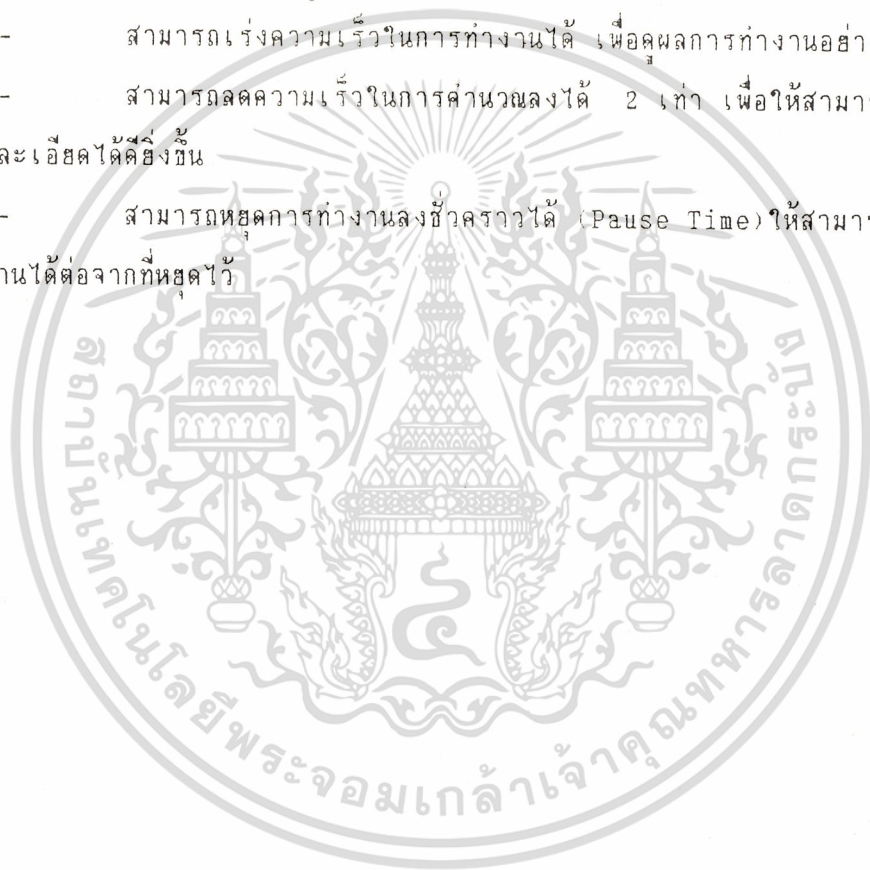 - สามารถเร่งความเร็วในการทำงานได้ เพื่อดูผลการทำงานอย่า
- สามารถลดความเร็วในการคำนวณลงได้ 2 เท่า เพื่อให้สามา
ละเอียดได้ดียิ่งขึ้น
- สามารถหยุดการทำงานลงชั่วคราวได้ (Pause Time) ให้สามาร
านได้ต่อจากที่หยุดไว้
สถาบันเทคโนโลยีพระจอมเกล้าเจ้าคุณทหารลาดกระบัง